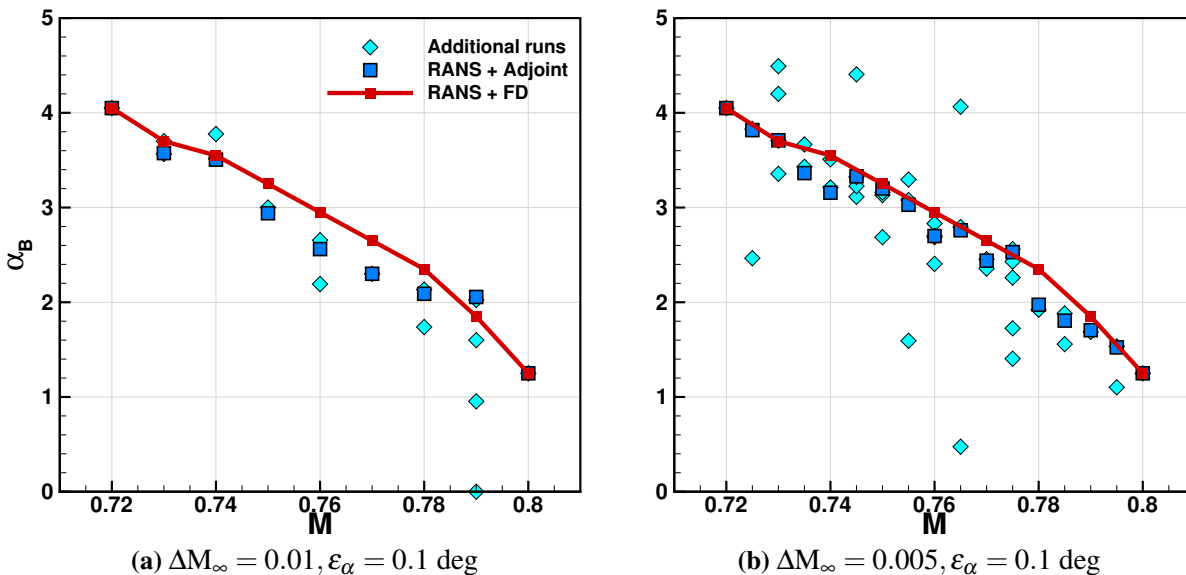 5
4
3
2
1
0
α_B
0.72
0.74
0.76
0.78
0.8
M
Additional runs
RANS + Adjoint
RANS + FD
(a) ΔM∞ = 0.01, ε_α = 0.1 deg
5
4
3
2
1
0
0.72
0.74
0.76
0.78
0.8
M
(b) ΔM∞ = 0.005, ε_α = 0.1 deg